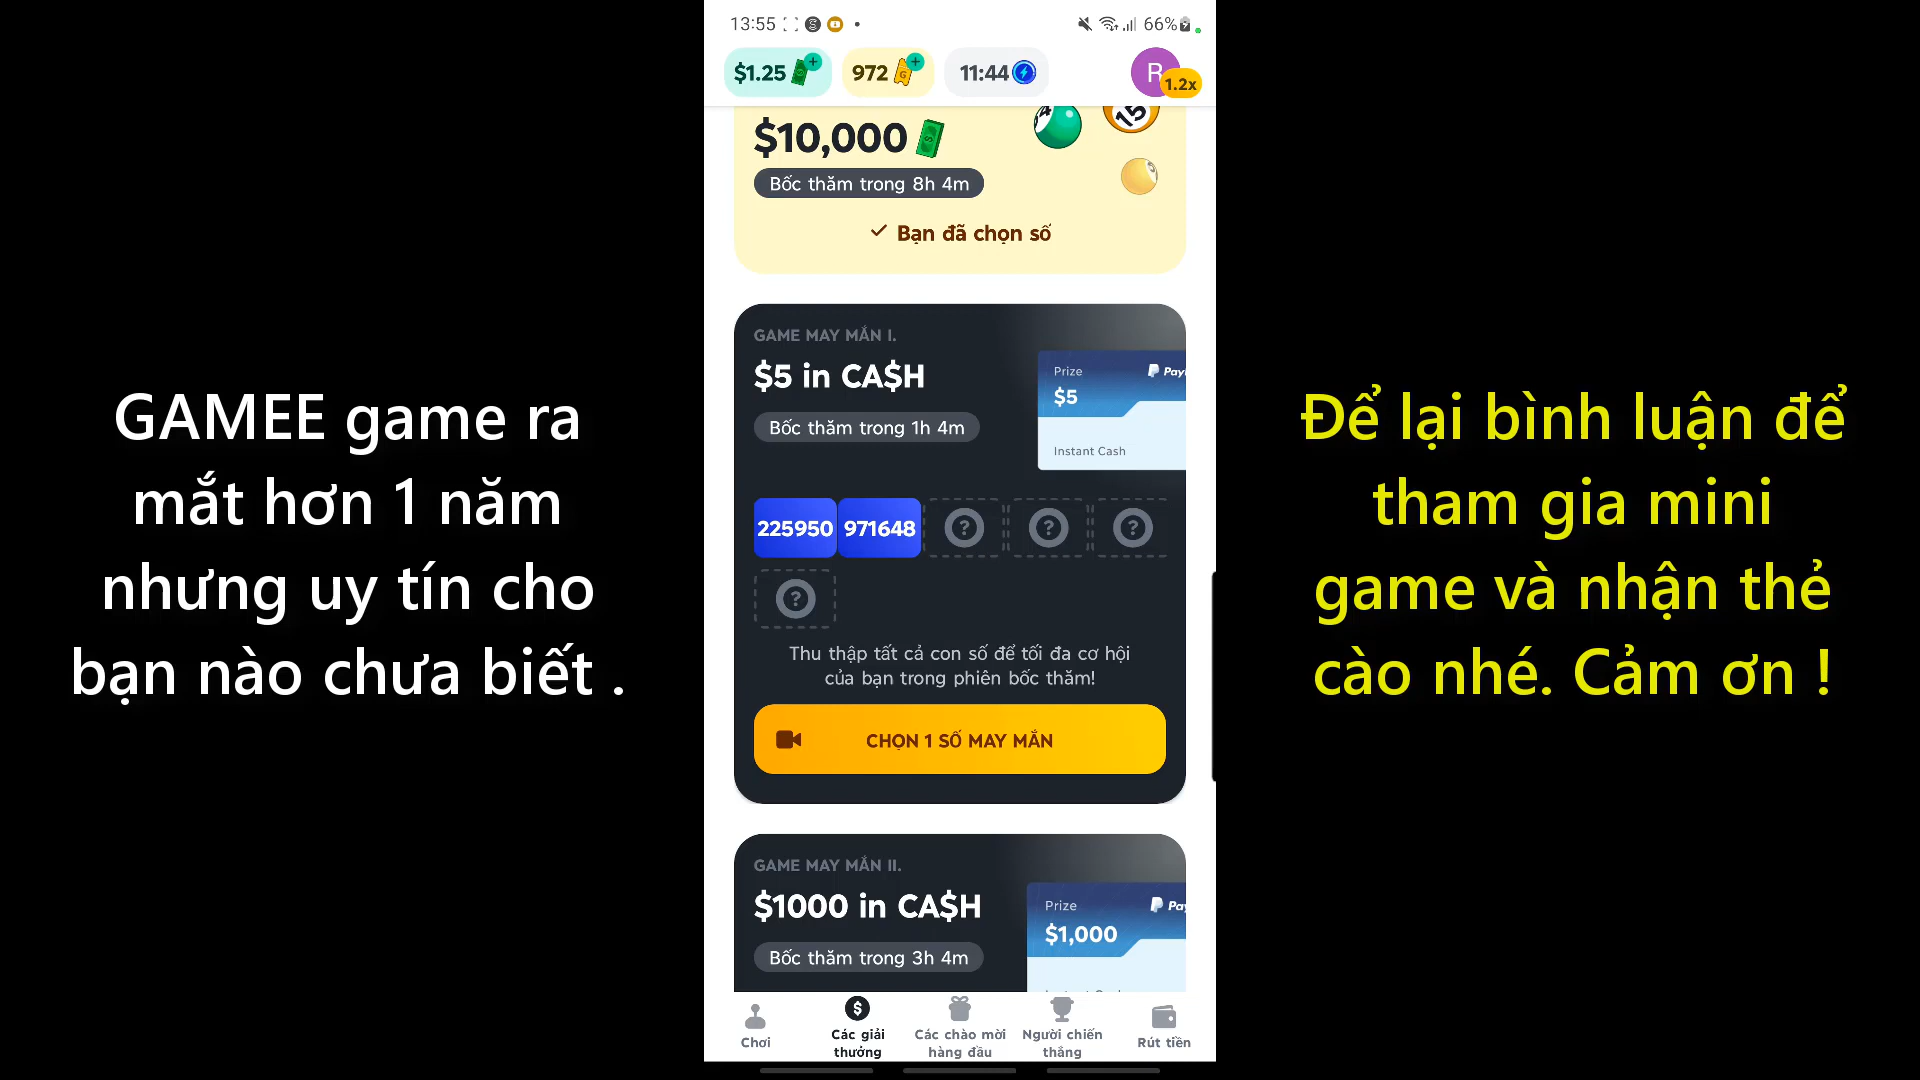 GAMEE game ra
mắt hơn 1 năm
nhưng uy tín cho
bạn nào chưa biết .
13:55
66%
$1.25
972
11:44
R
1.2x
$10,000
15
Bốc thăm trong 8h 4m
Bạn đã chọn số
GAME MAY MẮN I.
$5 in CA$H
Bốc thăm trong 1h 4m
Prize
$5
Instant Cash
225950 971648 ? ? ?
?
Thu thập tất cả con số để tối đa cơ hội
của bạn trong phiên bốc thăm!
CHỌN 1 SỐ MAY MẮN
GAME MAY MẮN II.
$1000 in CA$H
Bốc thăm trong 3h 4m
Prize
$1,000
Chơi
Các giải
thưởng
Các chào mời
hàng đầu
Người chiến
thắng
Rút tiền
Để lại bình luận để
tham gia mini
game và nhận thẻ
cào nhé. Cảm ơn !